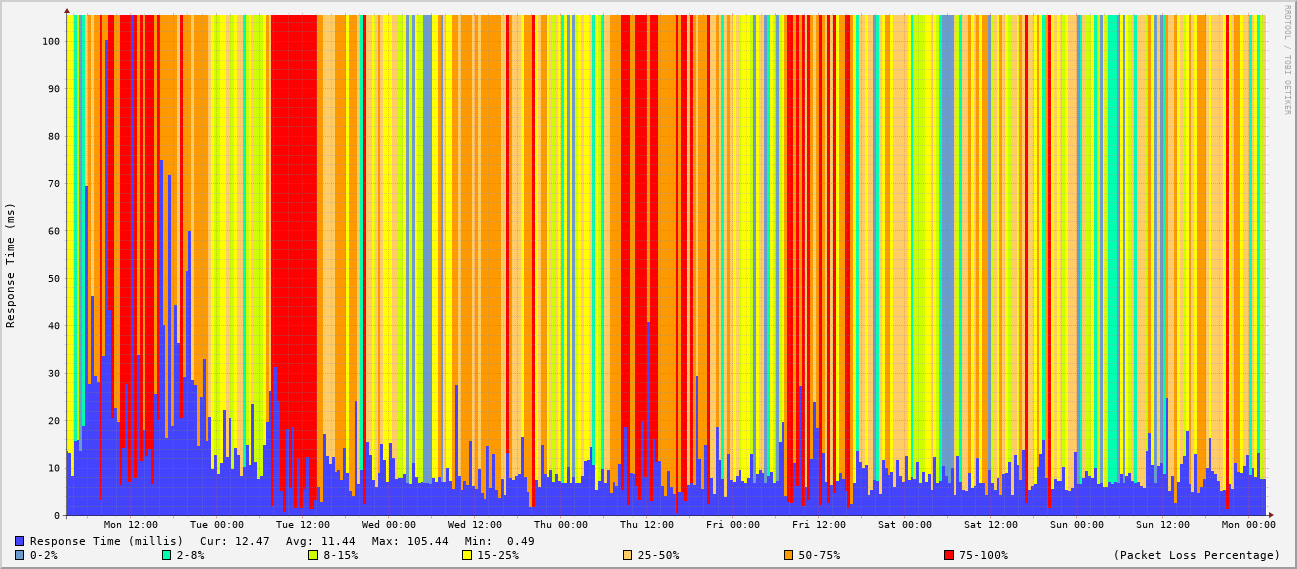 RRDTOOL / TOBI OETIKER
Response Time (ms)
100
90
80
70
60
50
40
30
20
10
0
Mon 12:00 Tue 00:00 Tue 12:00 Wed 00:00 Wed 12:00 Thu 00:00 Thu 12:00 Fri 00:00 Fri 12:00 Sat 00:00 Sat 12:00 Sun 00:00 Sun 12:00 Mon 00:00
Response Time (millis) Cur: 12.47 Avg: 11.44 Max: 105.44 Min: 0.49
0-2% 2-8% 8-15% 15-25% 25-50% 50-75% 75-100% (Packet Loss Percentage)